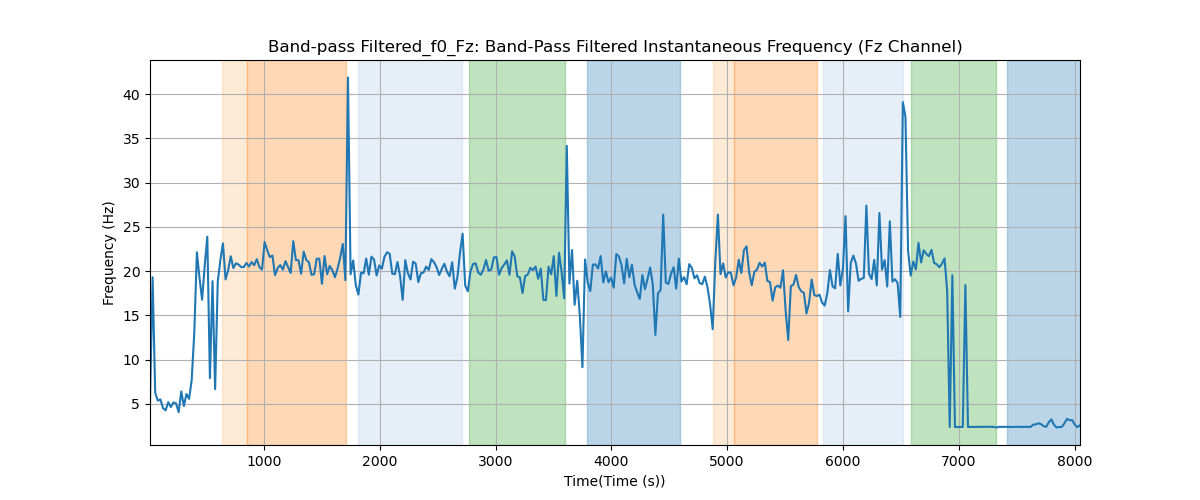 Band-pass Filtered_f0_Fz: Band-Pass Filtered Instantaneous Frequency (Fz Channel)
Frequency (Hz)
40
35
30
25
20
15
10
5
1000 2000 3000 4000 5000 6000 7000 8000
Time(Time (s))